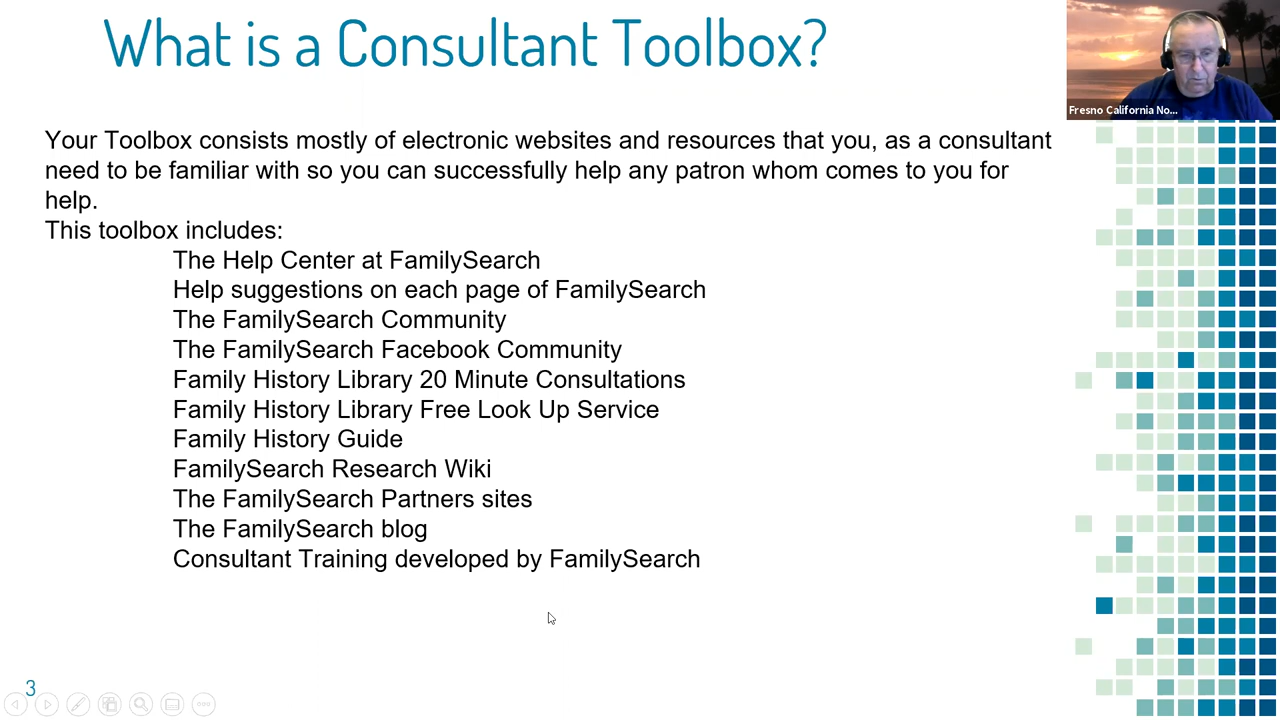 What is a Consultant Toolbox?
Fresno California No...
Your Toolbox consists mostly of electronic websites and resources that you, as a consultant
need to be familiar with so you can successfully help any patron whom comes to you for
help.
This toolbox includes:
The Help Center at FamilySearch
Help suggestions on each page of FamilySearch
The FamilySearch Community
The FamilySearch Facebook Community
Family History Library 20 Minute Consultations
Family History Library Free Look Up Service
Family History Guide
FamilySearch Research Wiki
The FamilySearch Partners sites
The FamilySearch blog
Consultant Training developed by FamilySearch
3